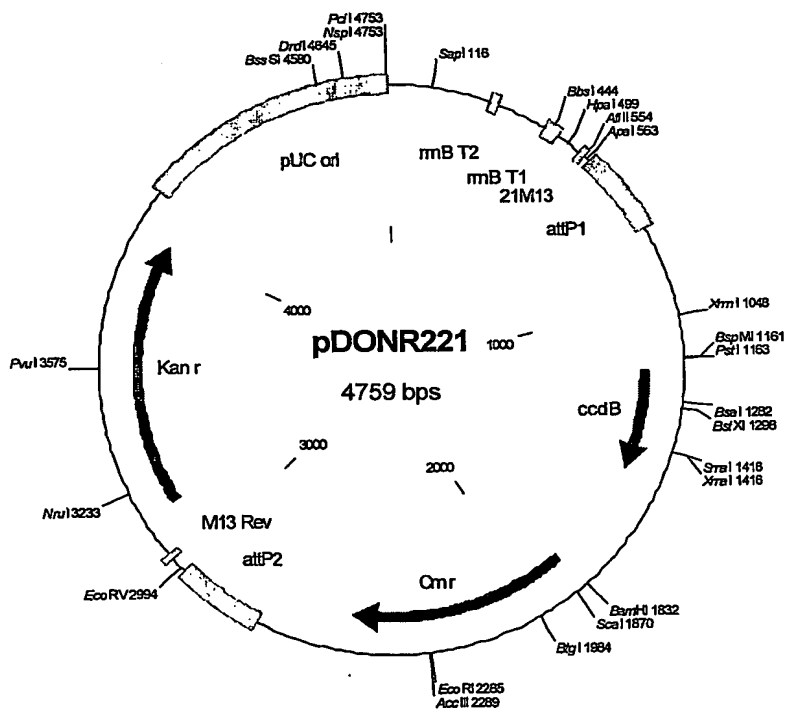 PciI 4753
NspI 4753
DrdI 4645
BssSI 4580
SapI 116
BbsI 444
HpaI 499
AflII 554
ApaI 563
pUC ori
rrnB T2
rrnB T1
21M13
attP1
4000
pDONR221
4759 bps
1000
XmnI 1048
BspMI 1161
PstI 1163
PvuI 3575
Kan r
ccdB
BsaI 1282
BstXI 1298
3000
2000
SmaI 1416
XmaI 1416
NruI 3233
M13 Rev
attP2
Cmr
EcoRV 2994
BamHI 1832
ScaI 1870
BtgI 1984
EcoRI 2285
AccIII 2289